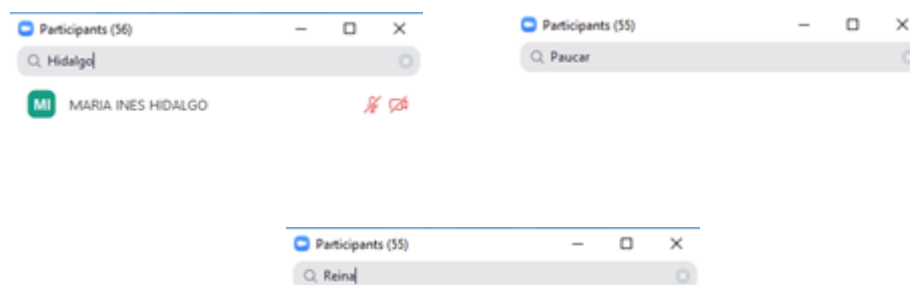 Participants (56)
Hidalgo
MI MARIA INES HIDALGO
Participants (55)
Paucar
Participants (55)
Reina